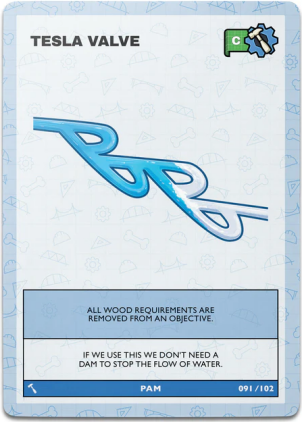 TESLA VALVE
C
ALL WOOD REQUIREMENTS ARE
REMOVED FROM AN OBJECTIVE.
IF WE USE THIS WE DON'T NEED A
DAM TO STOP THE FLOW OF WATER.
PAM
091/102